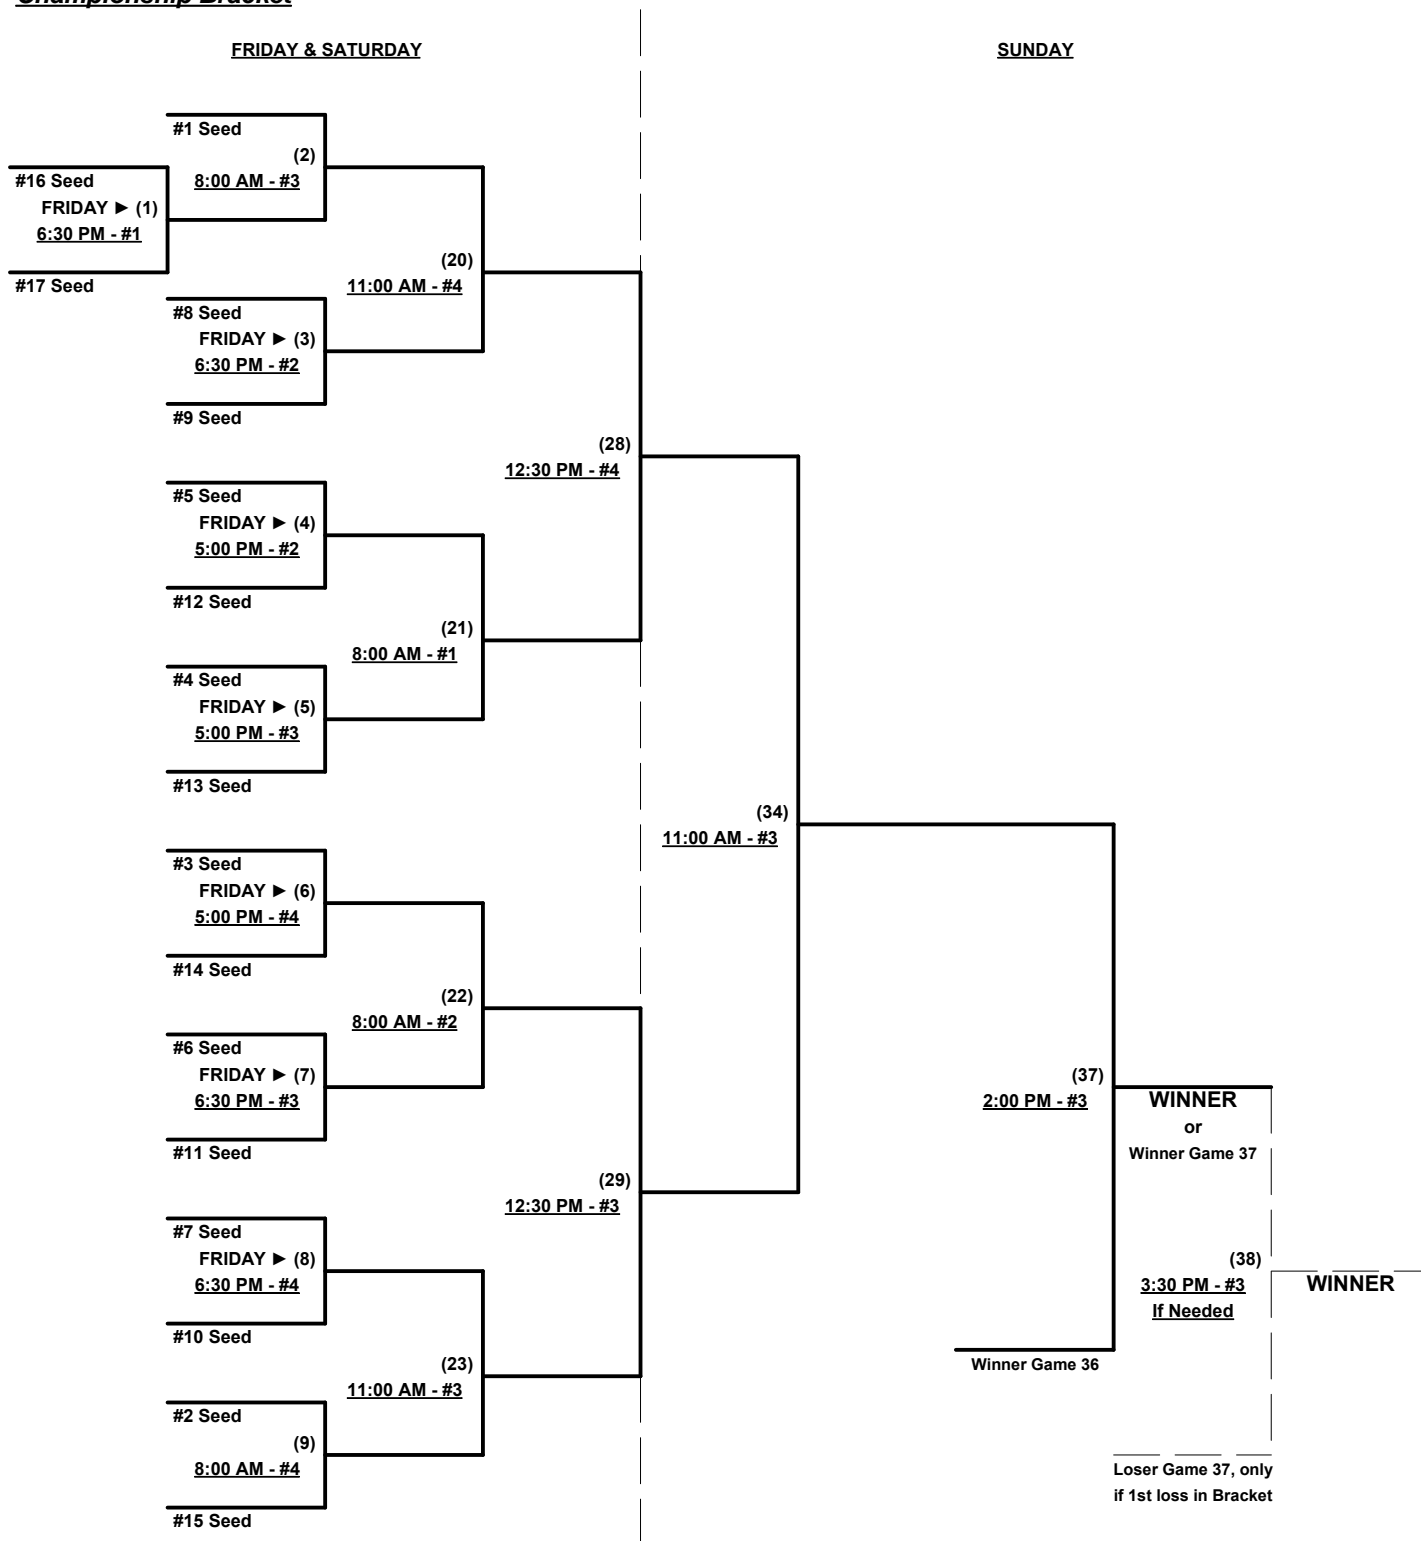 Championship Bracket
FRIDAY & SATURDAY
SUNDAY
#1 Seed
(2)
8:00 AM - #3
#16 Seed
FRIDAY ► (1)
6:30 PM - #1
#17 Seed
(20)
11:00 AM - #4
#8 Seed
FRIDAY ► (3)
6:30 PM - #2
#9 Seed
(28)
12:30 PM - #4
#5 Seed
FRIDAY ► (4)
5:00 PM - #2
#12 Seed
(21)
8:00 AM - #1
#4 Seed
FRIDAY ► (5)
5:00 PM - #3
#13 Seed
(34)
11:00 AM - #3
#3 Seed
FRIDAY ► (6)
5:00 PM - #4
#14 Seed
(22)
8:00 AM - #2
#6 Seed
FRIDAY ► (7)
6:30 PM - #3
#11 Seed
(37)
2:00 PM - #3
WINNER
or
Winner Game 37
(29)
12:30 PM - #3
#7 Seed
FRIDAY ► (8)
6:30 PM - #4
#10 Seed
(38)
3:30 PM - #3
If Needed
WINNER
(23)
11:00 AM - #3
Winner Game 36
#2 Seed
(9)
8:00 AM - #4
#15 Seed
Loser Game 37, only
if 1st loss in Bracket